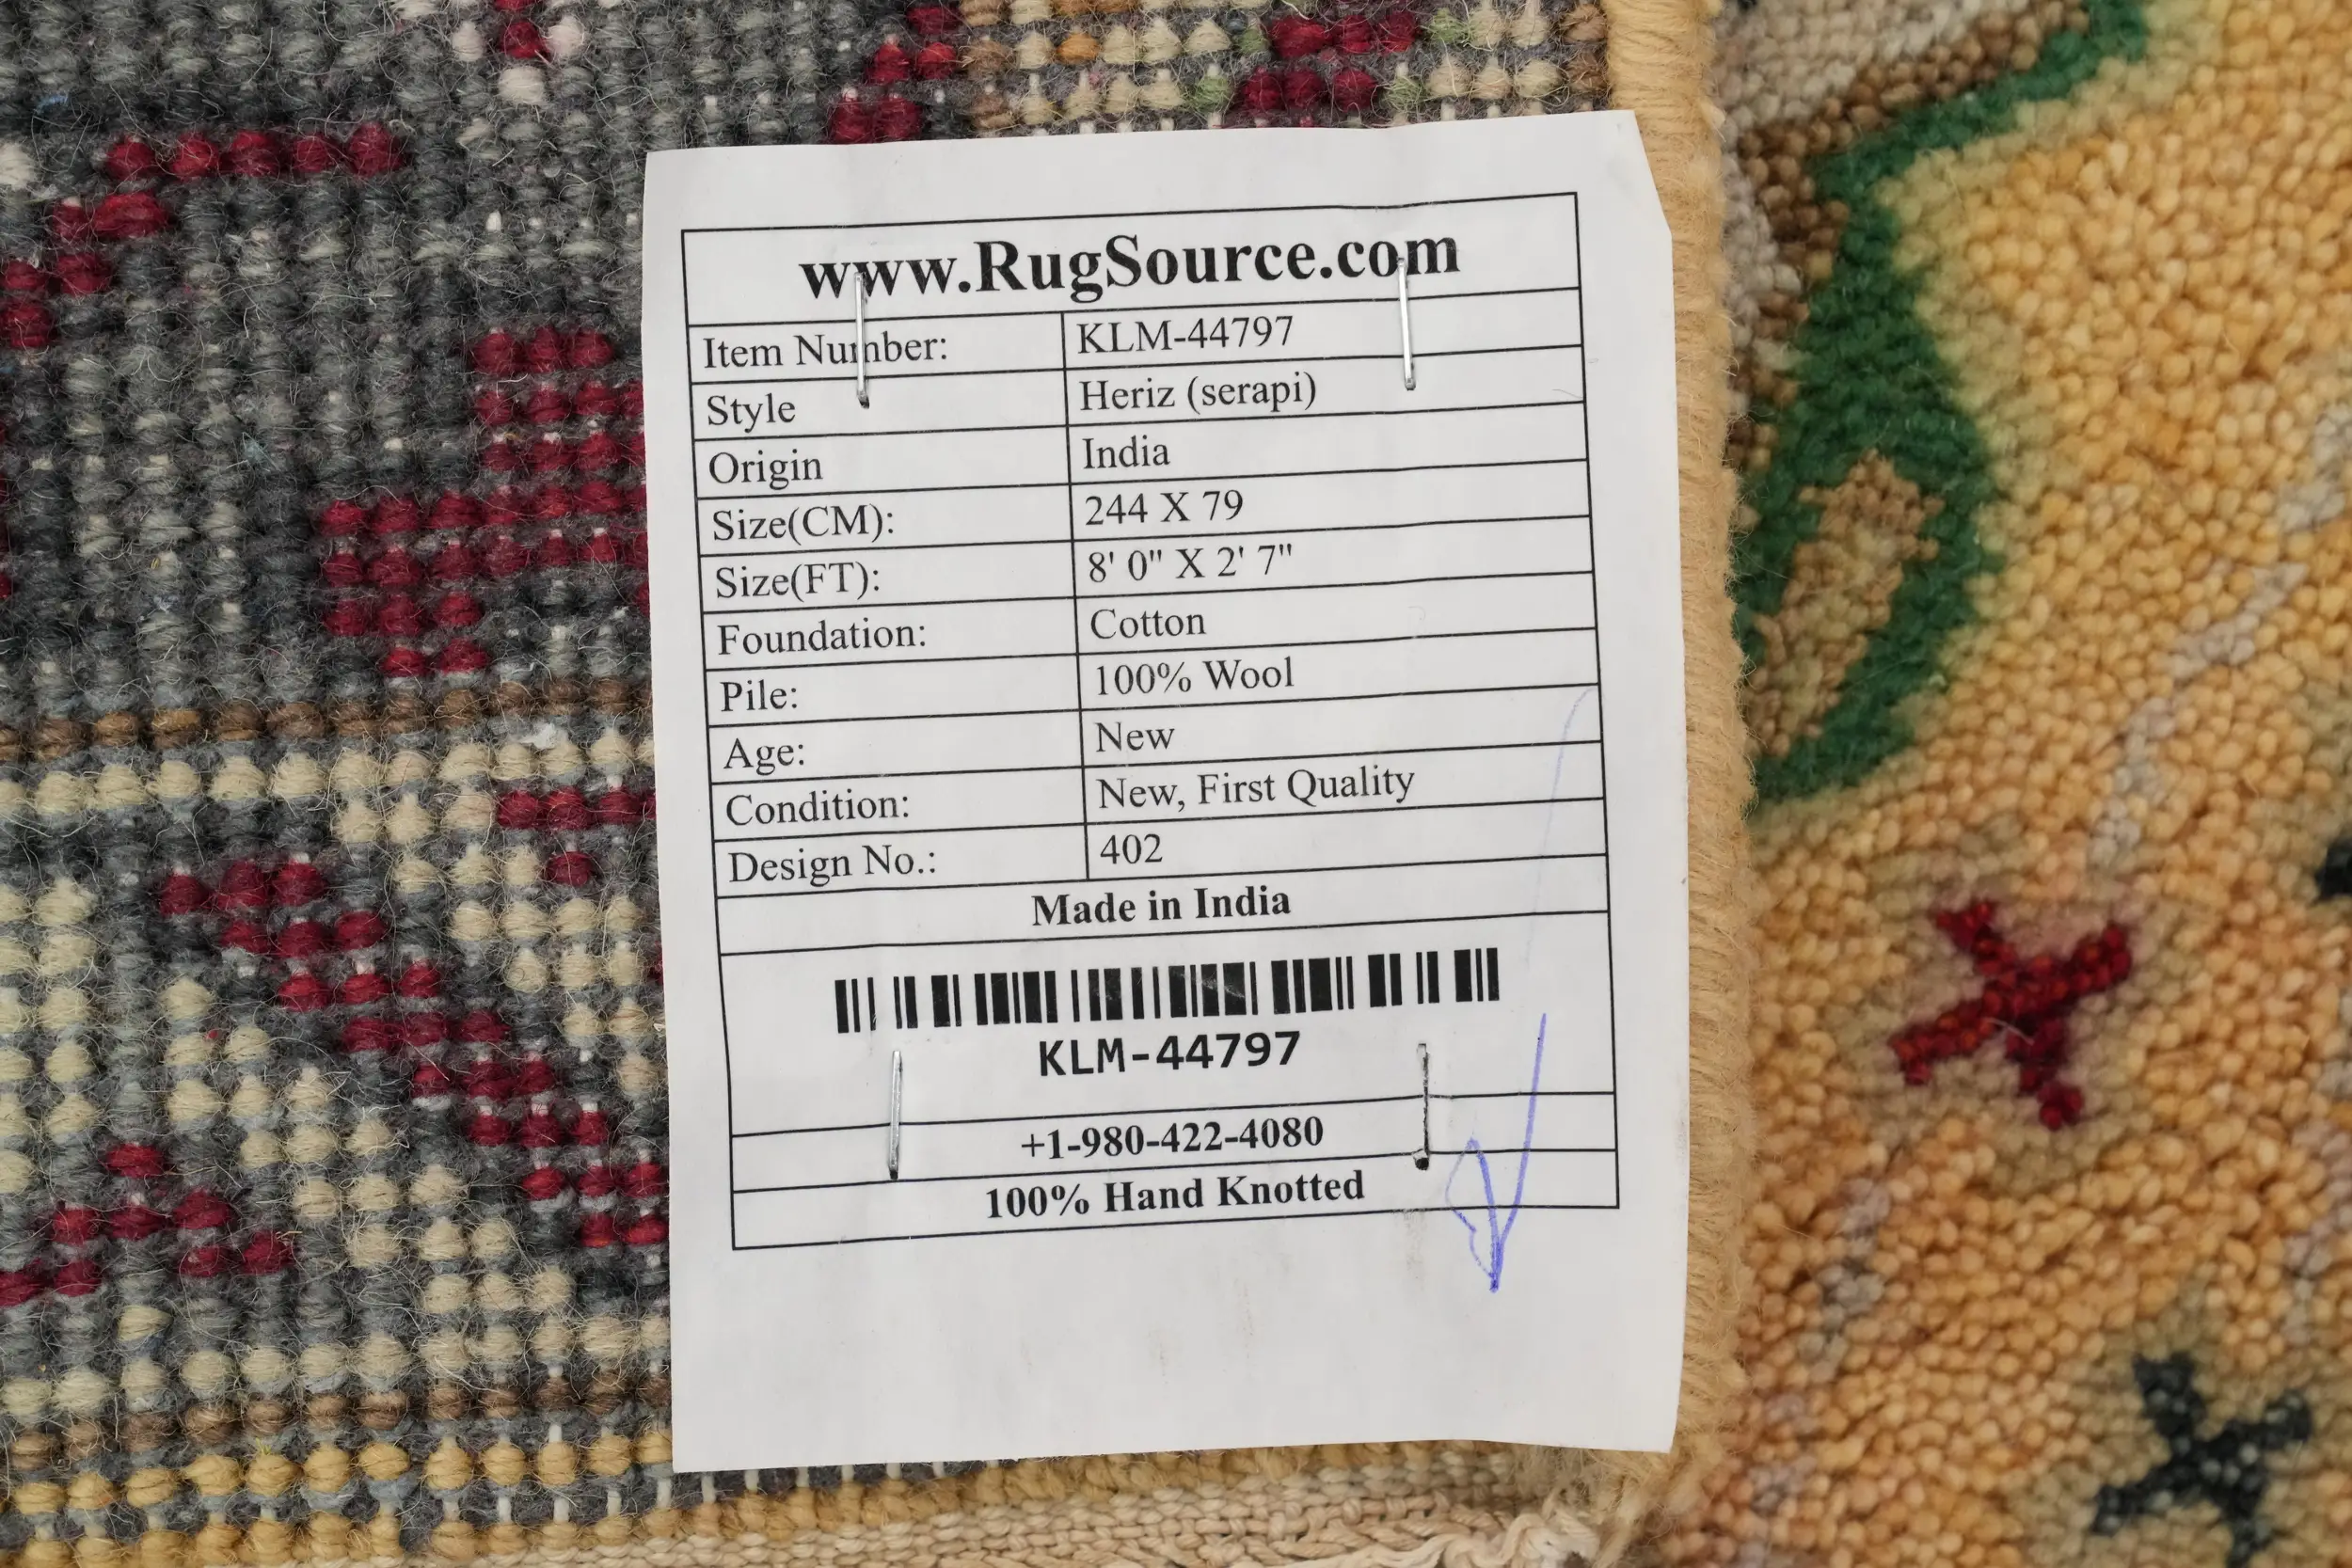 www.RugSource.com
Item Number: KLM-44797
Style Heriz (serapi)
Origin India
Size(CM): 244 X 79
Size(FT): 8' 0" X 2' 7"
Foundation: Cotton
Pile: 100% Wool
Age: New
Condition: New, First Quality
Design No.: 402
Made in India
KLM-44797
+1-980-422-4080
100% Hand Knotted